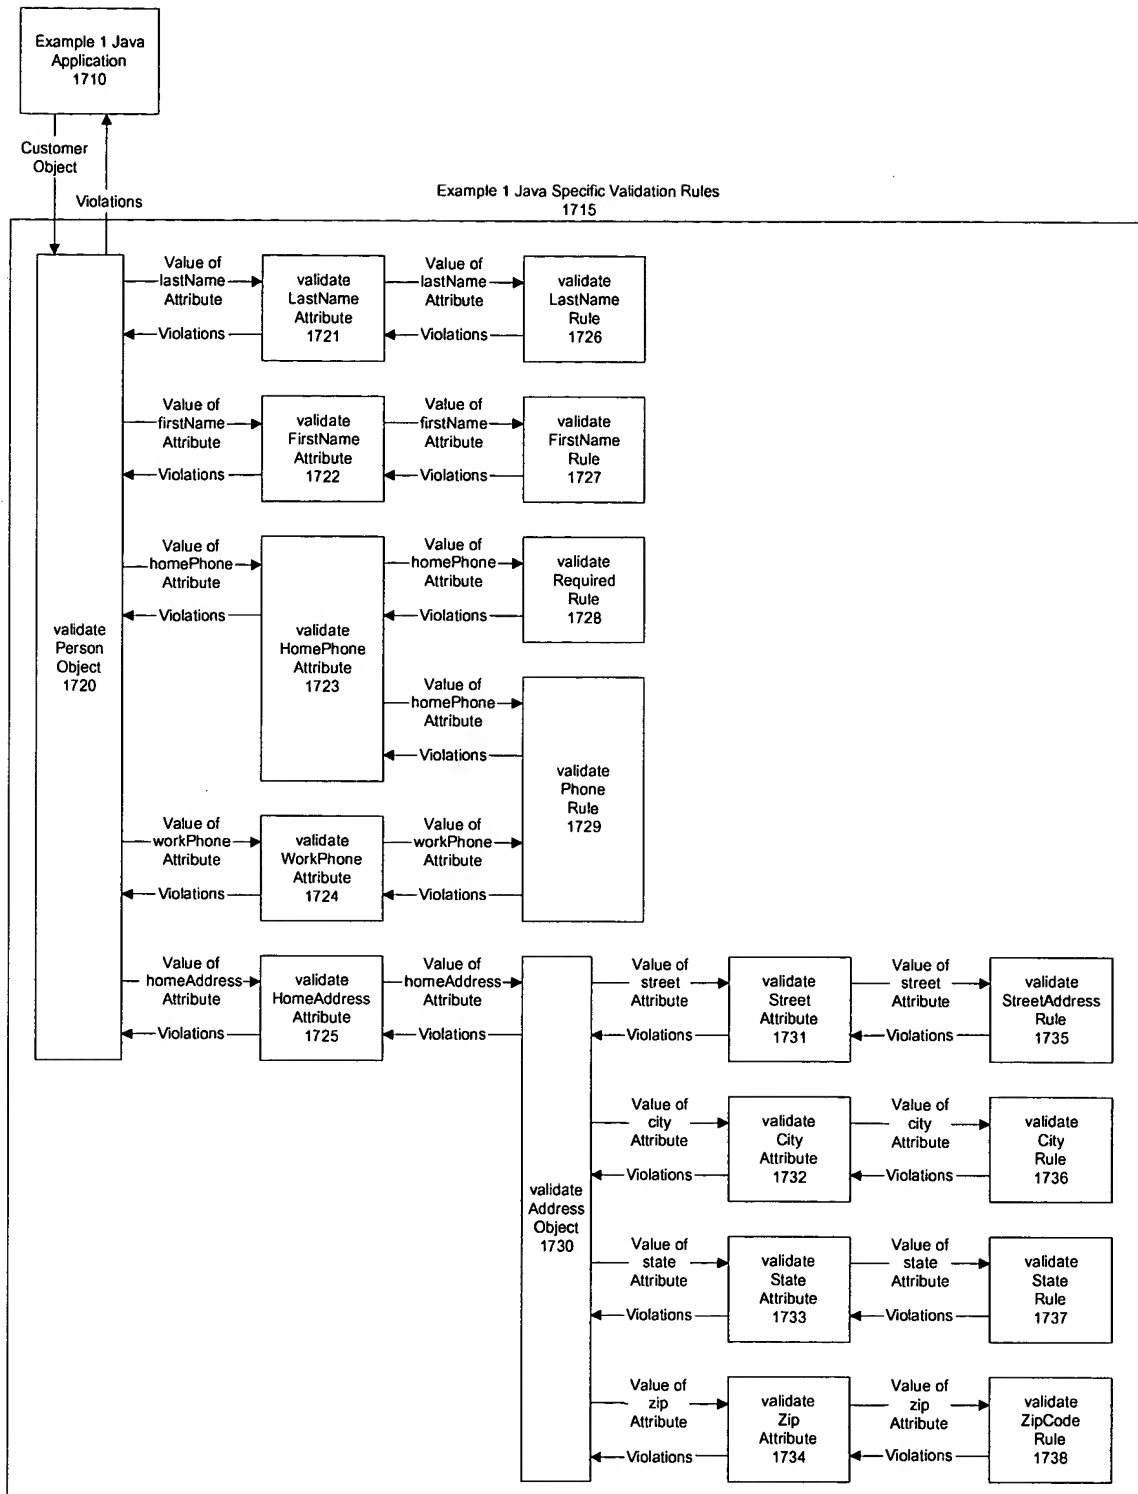 Example 1 Java
Application
1710
Customer
Object
Violations
Example 1 Java Specific Validation Rules
1715
validate
Person
Object
1720
Value of
lastName
Attribute
Violations
validate
LastName
Attribute
1721
Value of
lastName
Attribute
Violations
validate
LastName
Rule
1726
Value of
firstName
Attribute
Violations
validate
FirstName
Attribute
1722
Value of
firstName
Attribute
Violations
validate
FirstName
Rule
1727
Value of
homePhone
Attribute
Violations
validate
HomePhone
Attribute
1723
Value of
homePhone
Attribute
Violations
validate
Required
Rule
1728
Value of
homePhone
Attribute
Violations
validate
Phone
Rule
1729
Value of
workPhone
Attribute
Violations
validate
WorkPhone
Attribute
1724
Value of
workPhone
Attribute
Violations
Value of
homeAddress
Attribute
Violations
validate
HomeAddress
Attribute
1725
Value of
homeAddress
Attribute
Violations
validate
Address
Object
1730
Value of
street
Attribute
Violations
validate
Street
Attribute
1731
Value of
street
Attribute
Violations
validate
StreetAddress
Rule
1735
Value of
city
Attribute
Violations
validate
City
Attribute
1732
Value of
city
Attribute
Violations
validate
City
Rule
1736
Value of
state
Attribute
Violations
validate
State
Attribute
1733
Value of
state
Attribute
Violations
validate
State
Rule
1737
Value of
zip
Attribute
Violations
validate
Zip
Attribute
1734
Value of
zip
Attribute
Violations
validate
ZipCode
Rule
1738